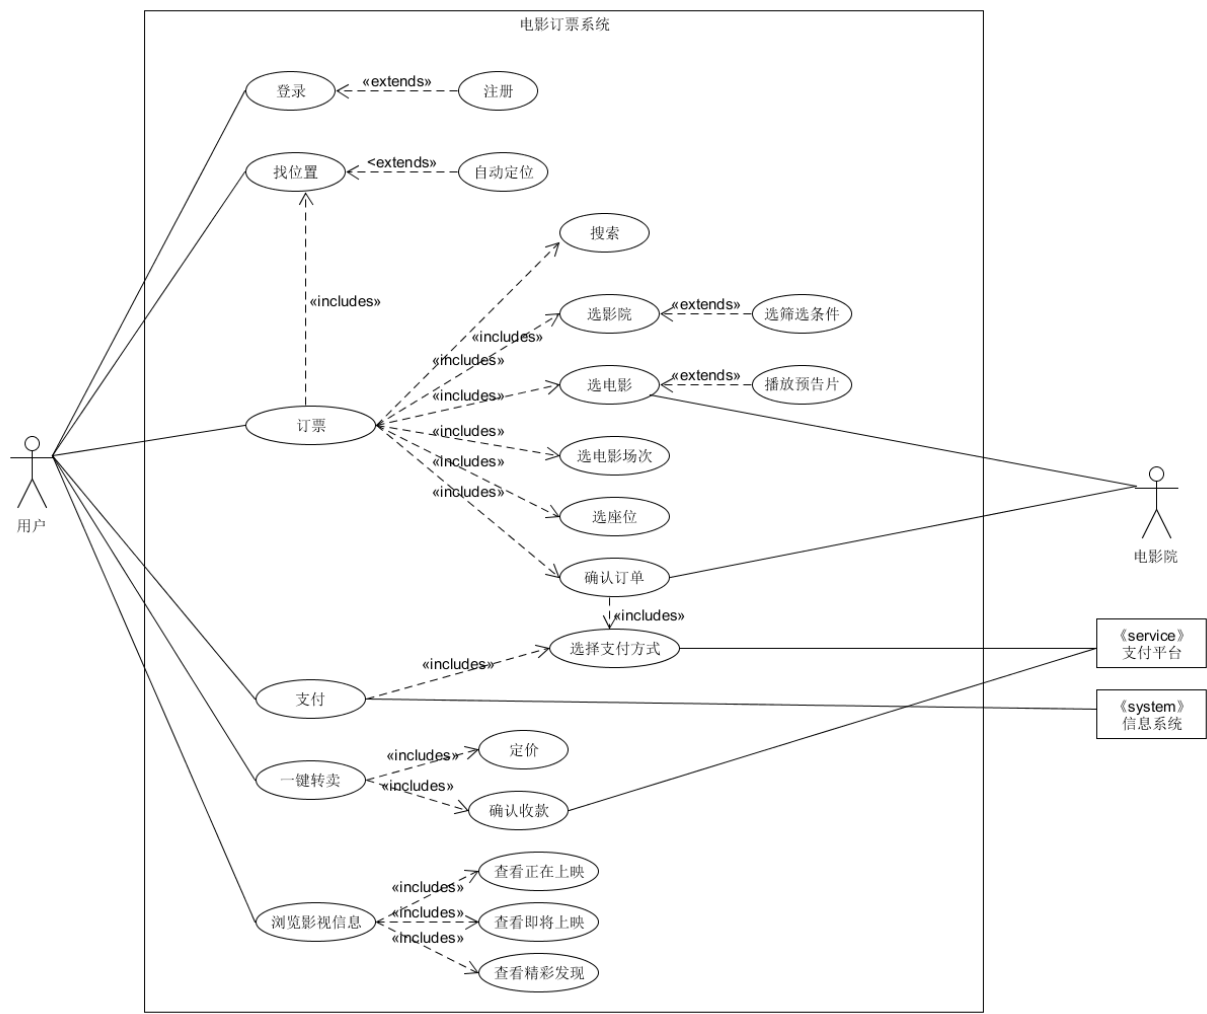 电影订票系统
登录
«extends»
注册
找位置
<extends»
自动定位
搜索
«includes»
选影院
«extends»
选筛选条件
«includes»
«includes»
选电影
«extends»
播放预告片
«includes»
订票
«includes»
选电影场次
«includes»
选座位
«includes»
用户
电影院
确认订单
«includes»
《service》
支付平台
选择支付方式
«includes»
支付
《system》
信息系统
定价
«includes»
一键转卖
«includes»
确认收款
查看正在上映
«includes»
浏览影视信息
«includes»
查看即将上映
«includes»
查看精彩发现